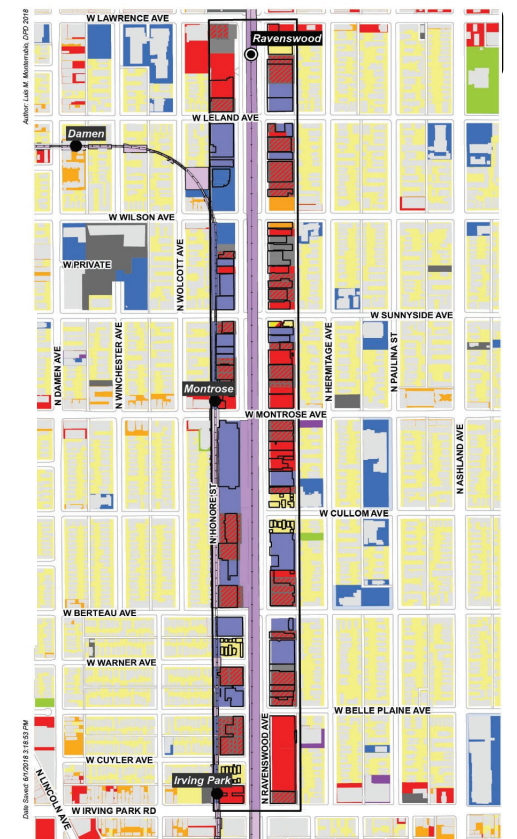 W LAWRENCE AVE
Author: Luis M. Monterrubio, DPD 2018
Ravenswood
W LELAND AVE
Damen
W WILSON AVE
N WOLCOTT AVE
W PRIVATE
W SUNNYSIDE AVE
N DAMEN AVE
N WINCHESTER AVE
N HERMITAGE AVE
N PAULINA ST
Montrose
W MONTROSE AVE
N ASHLAND AVE
N HONORE ST
W CULLOM AVE
W BERTEAU AVE
W WARNER AVE
W BELLE PLAINE AVE
N RAVENSWOOD AVE
Date Saved: 6/1/2018 3:18:53 PM
W CUYLER AVE
N LINCOLN AVE
Irving Park
W IRVING PARK RD